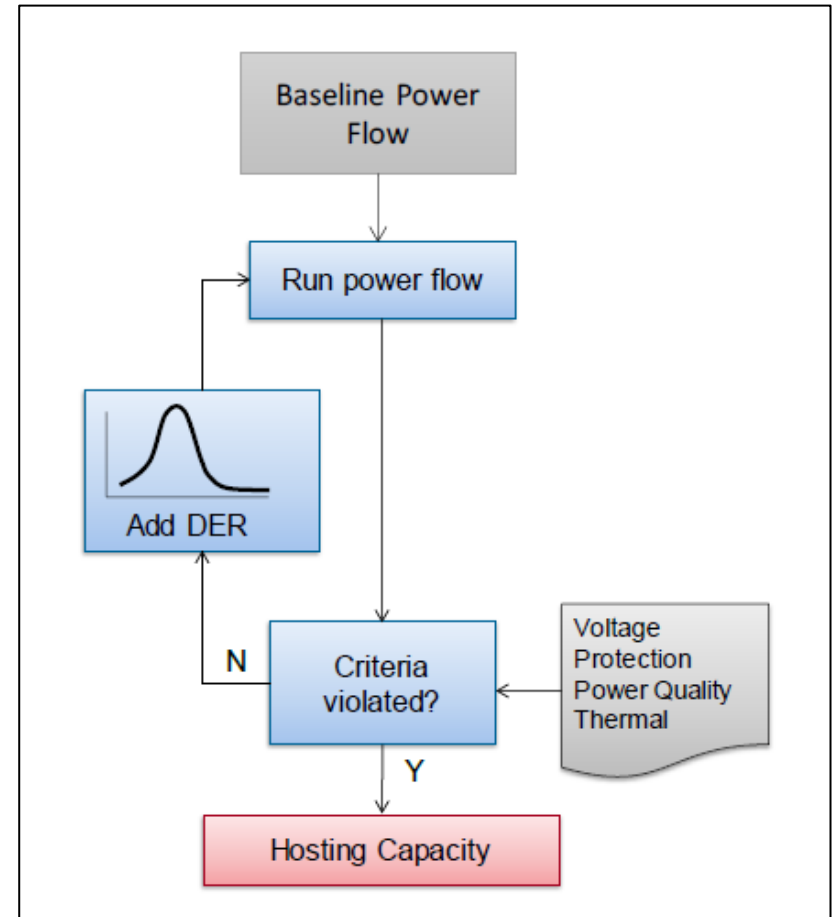 Baseline Power
Flow
Run power flow
Add DER
N
Criteria
violated?
Voltage
Protection
Power Quality
Thermal
Y
Hosting Capacity